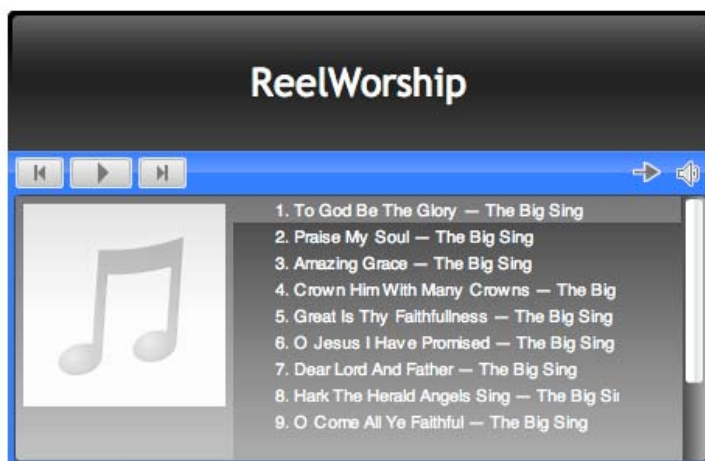 ReelWorship
1. To God Be The Glory — The Big Sing
2. Praise My Soul — The Big Sing
3. Amazing Grace — The Big Sing
4. Crown Him With Many Crowns — The Big
5. Great Is Thy Faithfullness — The Big Sing
6. O Jesus I Have Promised — The Big Sing
7. Dear Lord And Father — The Big Sing
8. Hark The Herald Angels Sing — The Big Si
9. O Come All Ye Faithful — The Big Sing